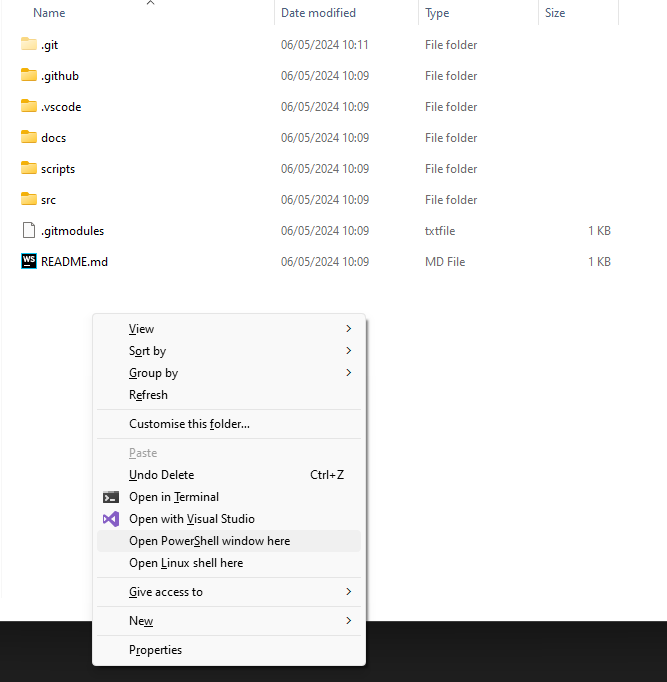 Name Date modified Type Size
.git 06/05/2024 10:11 File folder
.github 06/05/2024 10:09 File folder
.vscode 06/05/2024 10:09 File folder
docs 06/05/2024 10:09 File folder
scripts 06/05/2024 10:09 File folder
src 06/05/2024 10:09 File folder
.gitmodules 06/05/2024 10:09 txtfile 1 KB
WS README.md 06/05/2024 10:09 MD File 1 KB
View
Sort by
Group by
Refresh
Customise this folder...
Paste
Undo Delete Ctrl+Z
Open in Terminal
Open with Visual Studio
Open PowerShell window here
Open Linux shell here
Give access to
New
Properties